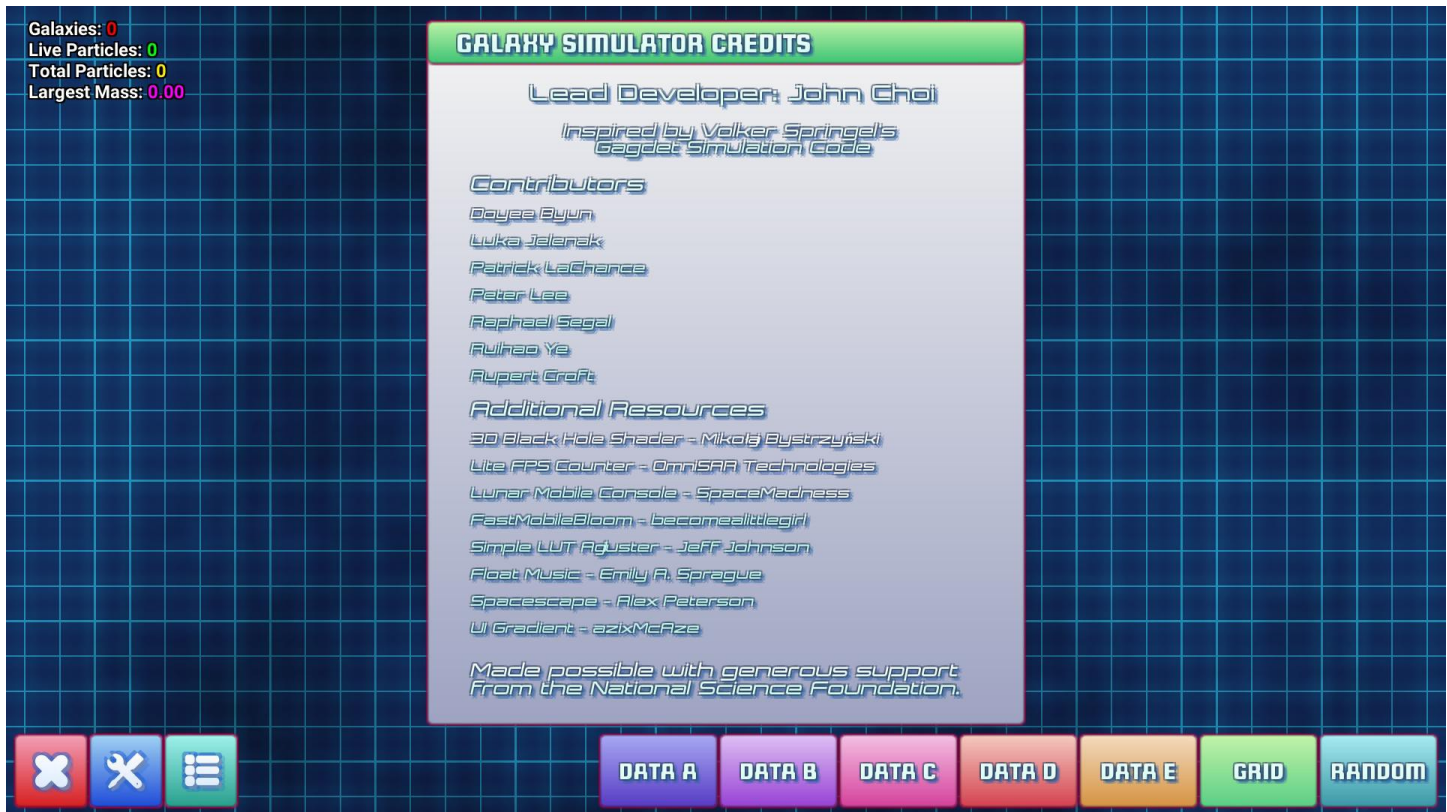 Galaxies: 0
Live Particles: 0
Total Particles: 0
Largest Mass: 0.00
GALAXY SIMULATOR CREDITS
Lead Developer: John Choi
Inspired by Volker Springel's
Gagdet Simulation Code
Contributors
Dayee Byun
Luka Jelenak
Patrick LaChance
Peter Lee
Raphael Segal
Ruihao Ye
Rupert Croft
Additional Resources
3D Black Hole Shader - Mikołaj Bystrzyński
Lite FPS Counter - OmniSAR Technologies
Lunar Mobile Console - SpaceMadness
FastMobileBloom - becomealittlegirl
Simple LUT Adjuster - Jeff Johnson
Float Music - Emily A. Sprague
Spacescape - Alex Peterson
UI Gradient - azixMcAze
Made possible with generous support
from the National Science Foundation.
DATA A
DATA B
DATA C
DATA D
DATA E
GRID
RANDOM